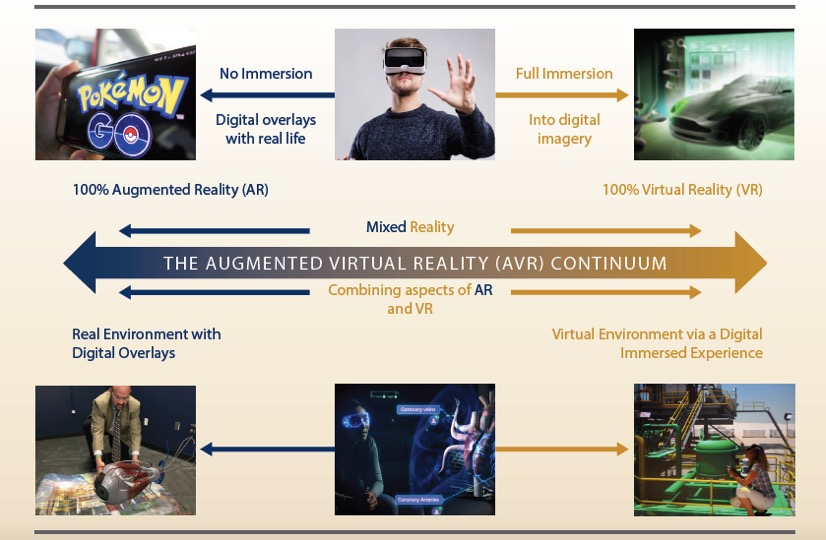 No Immersion
Full Immersion
POKÉMON
GO
Digital overlays
with real life
Into digital
imagery
100% Augmented Reality (AR)
100% Virtual Reality (VR)
Mixed Reality
THE AUGMENTED VIRTUAL REALITY (AVR) CONTINUUM
Combining aspects of AR
and VR
Real Environment with
Digital Overlays
Virtual Environment via a Digital
Immersed Experience
Coronary veins
Coronary Arteries